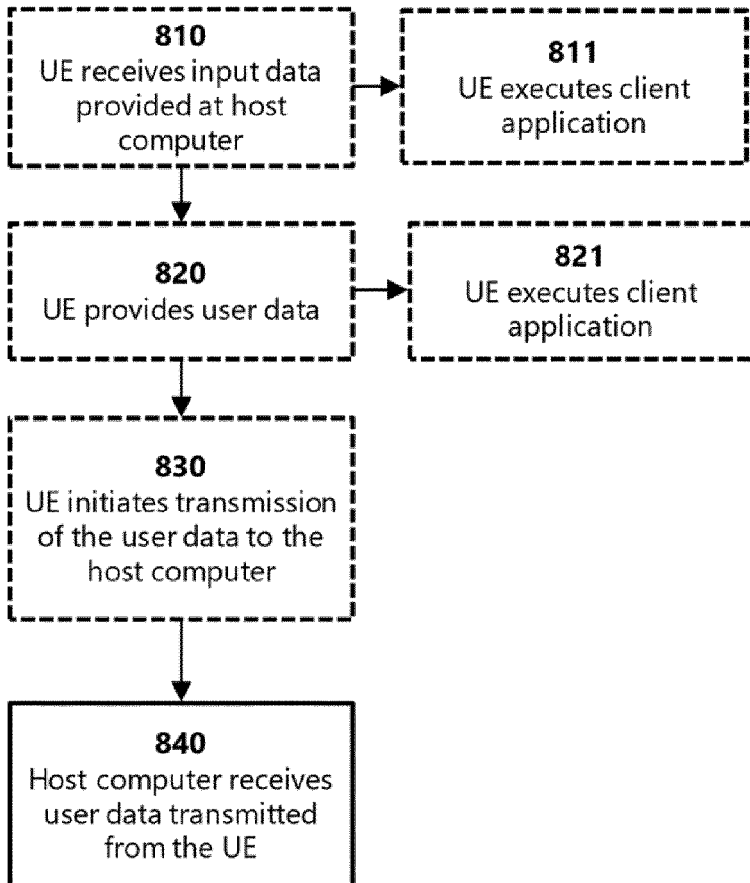 810
UE receives input data
provided at host
computer
811
UE executes client
application
820
UE provides user data
821
UE executes client
application
830
UE initiates transmission
of the user data to the
host computer
840
Host computer receives
user data transmitted
from the UE